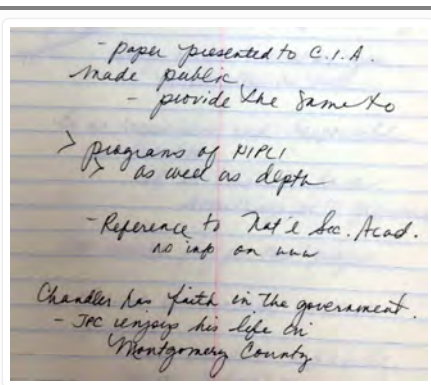 - paper presented to C.I.A.
made public
- provide the same to
> programs of NIPLI
> as well as depth
- Reference to Nat'l Sec. Acad.
no info on www
Chandler has faith in the government.
- JPC enjoys his life in
Montgomery County